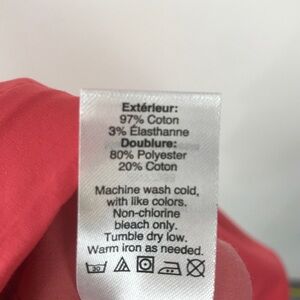 Extérieur:
97% Coton
3% Élasthanne
Doublure:
80% Polyester
20% Coton
Machine wash cold,
with like colors.
Non-chlorine
bleach only.
Tumble dry low.
Warm iron as needed.
30